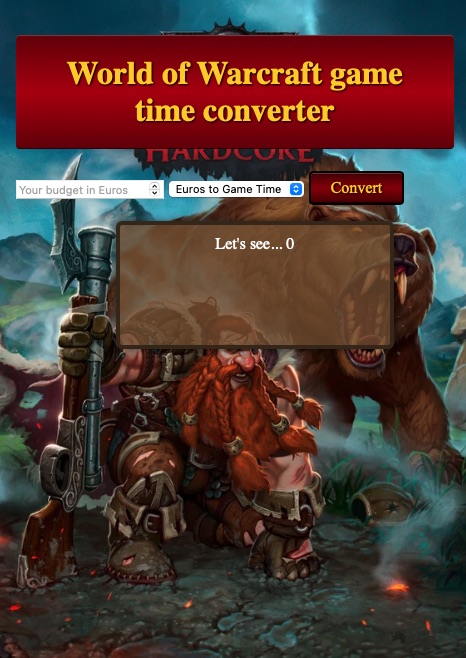 World of Warcraft game
time converter
HARDCORE
Your budget in Euros
Euros to Game Time
Convert
Let's see... 0